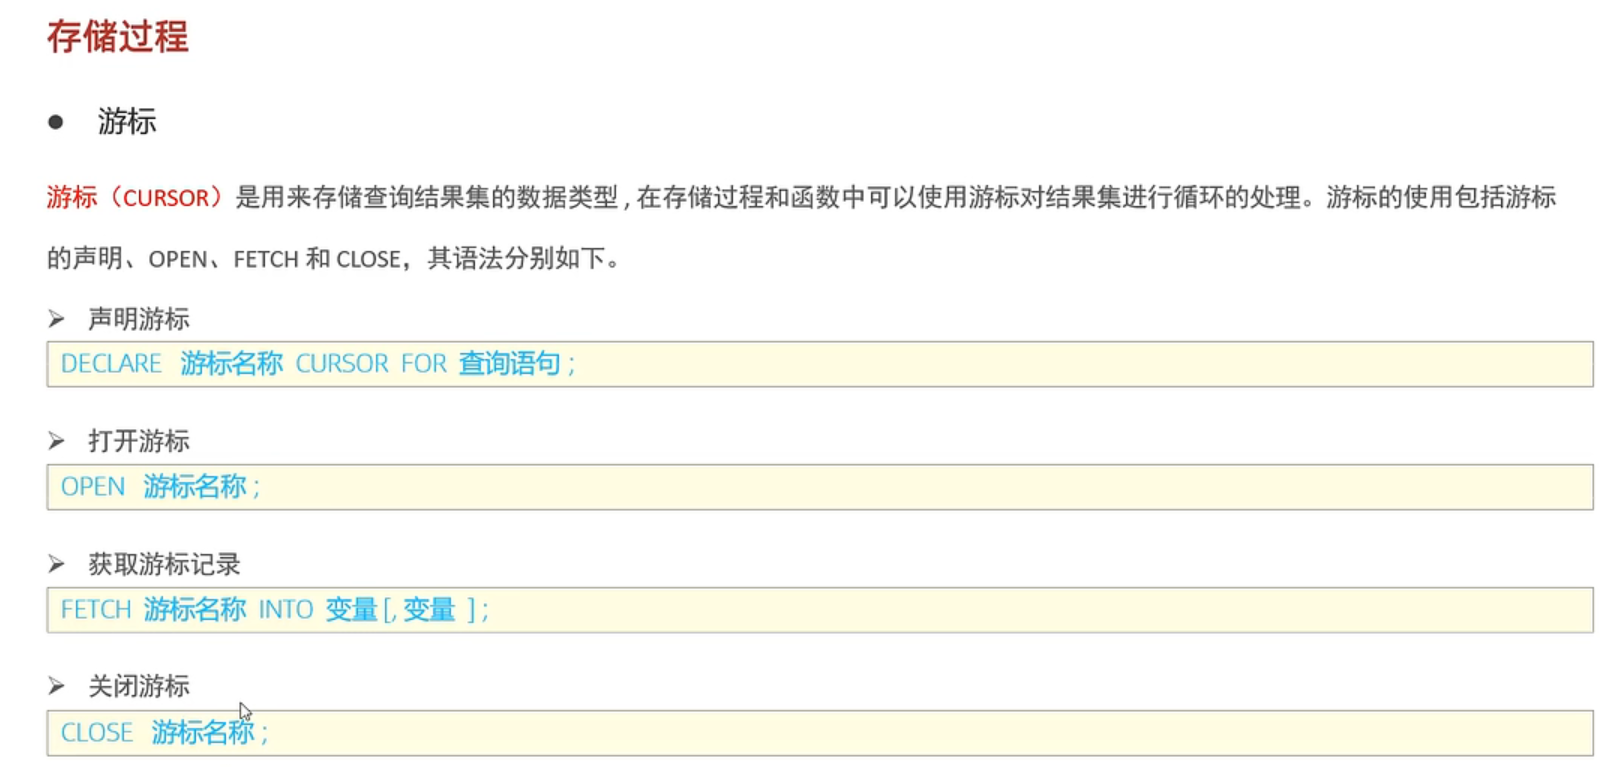 存储过程
● 游标
游标（CURSOR）是用来存储查询结果集的数据类型 , 在存储过程和函数中可以使用游标对结果集进行循环的处理。游标的使用包括游标
的声明、OPEN、FETCH 和 CLOSE，其语法分别如下。
➢ 声明游标
DECLARE 游标名称 CURSOR FOR 查询语句 ;
➢ 打开游标
OPEN 游标名称 ;
➢ 获取游标记录
FETCH 游标名称 INTO 变量 [, 变量 ] ;
➢ 关闭游标
CLOSE 游标名称 ;